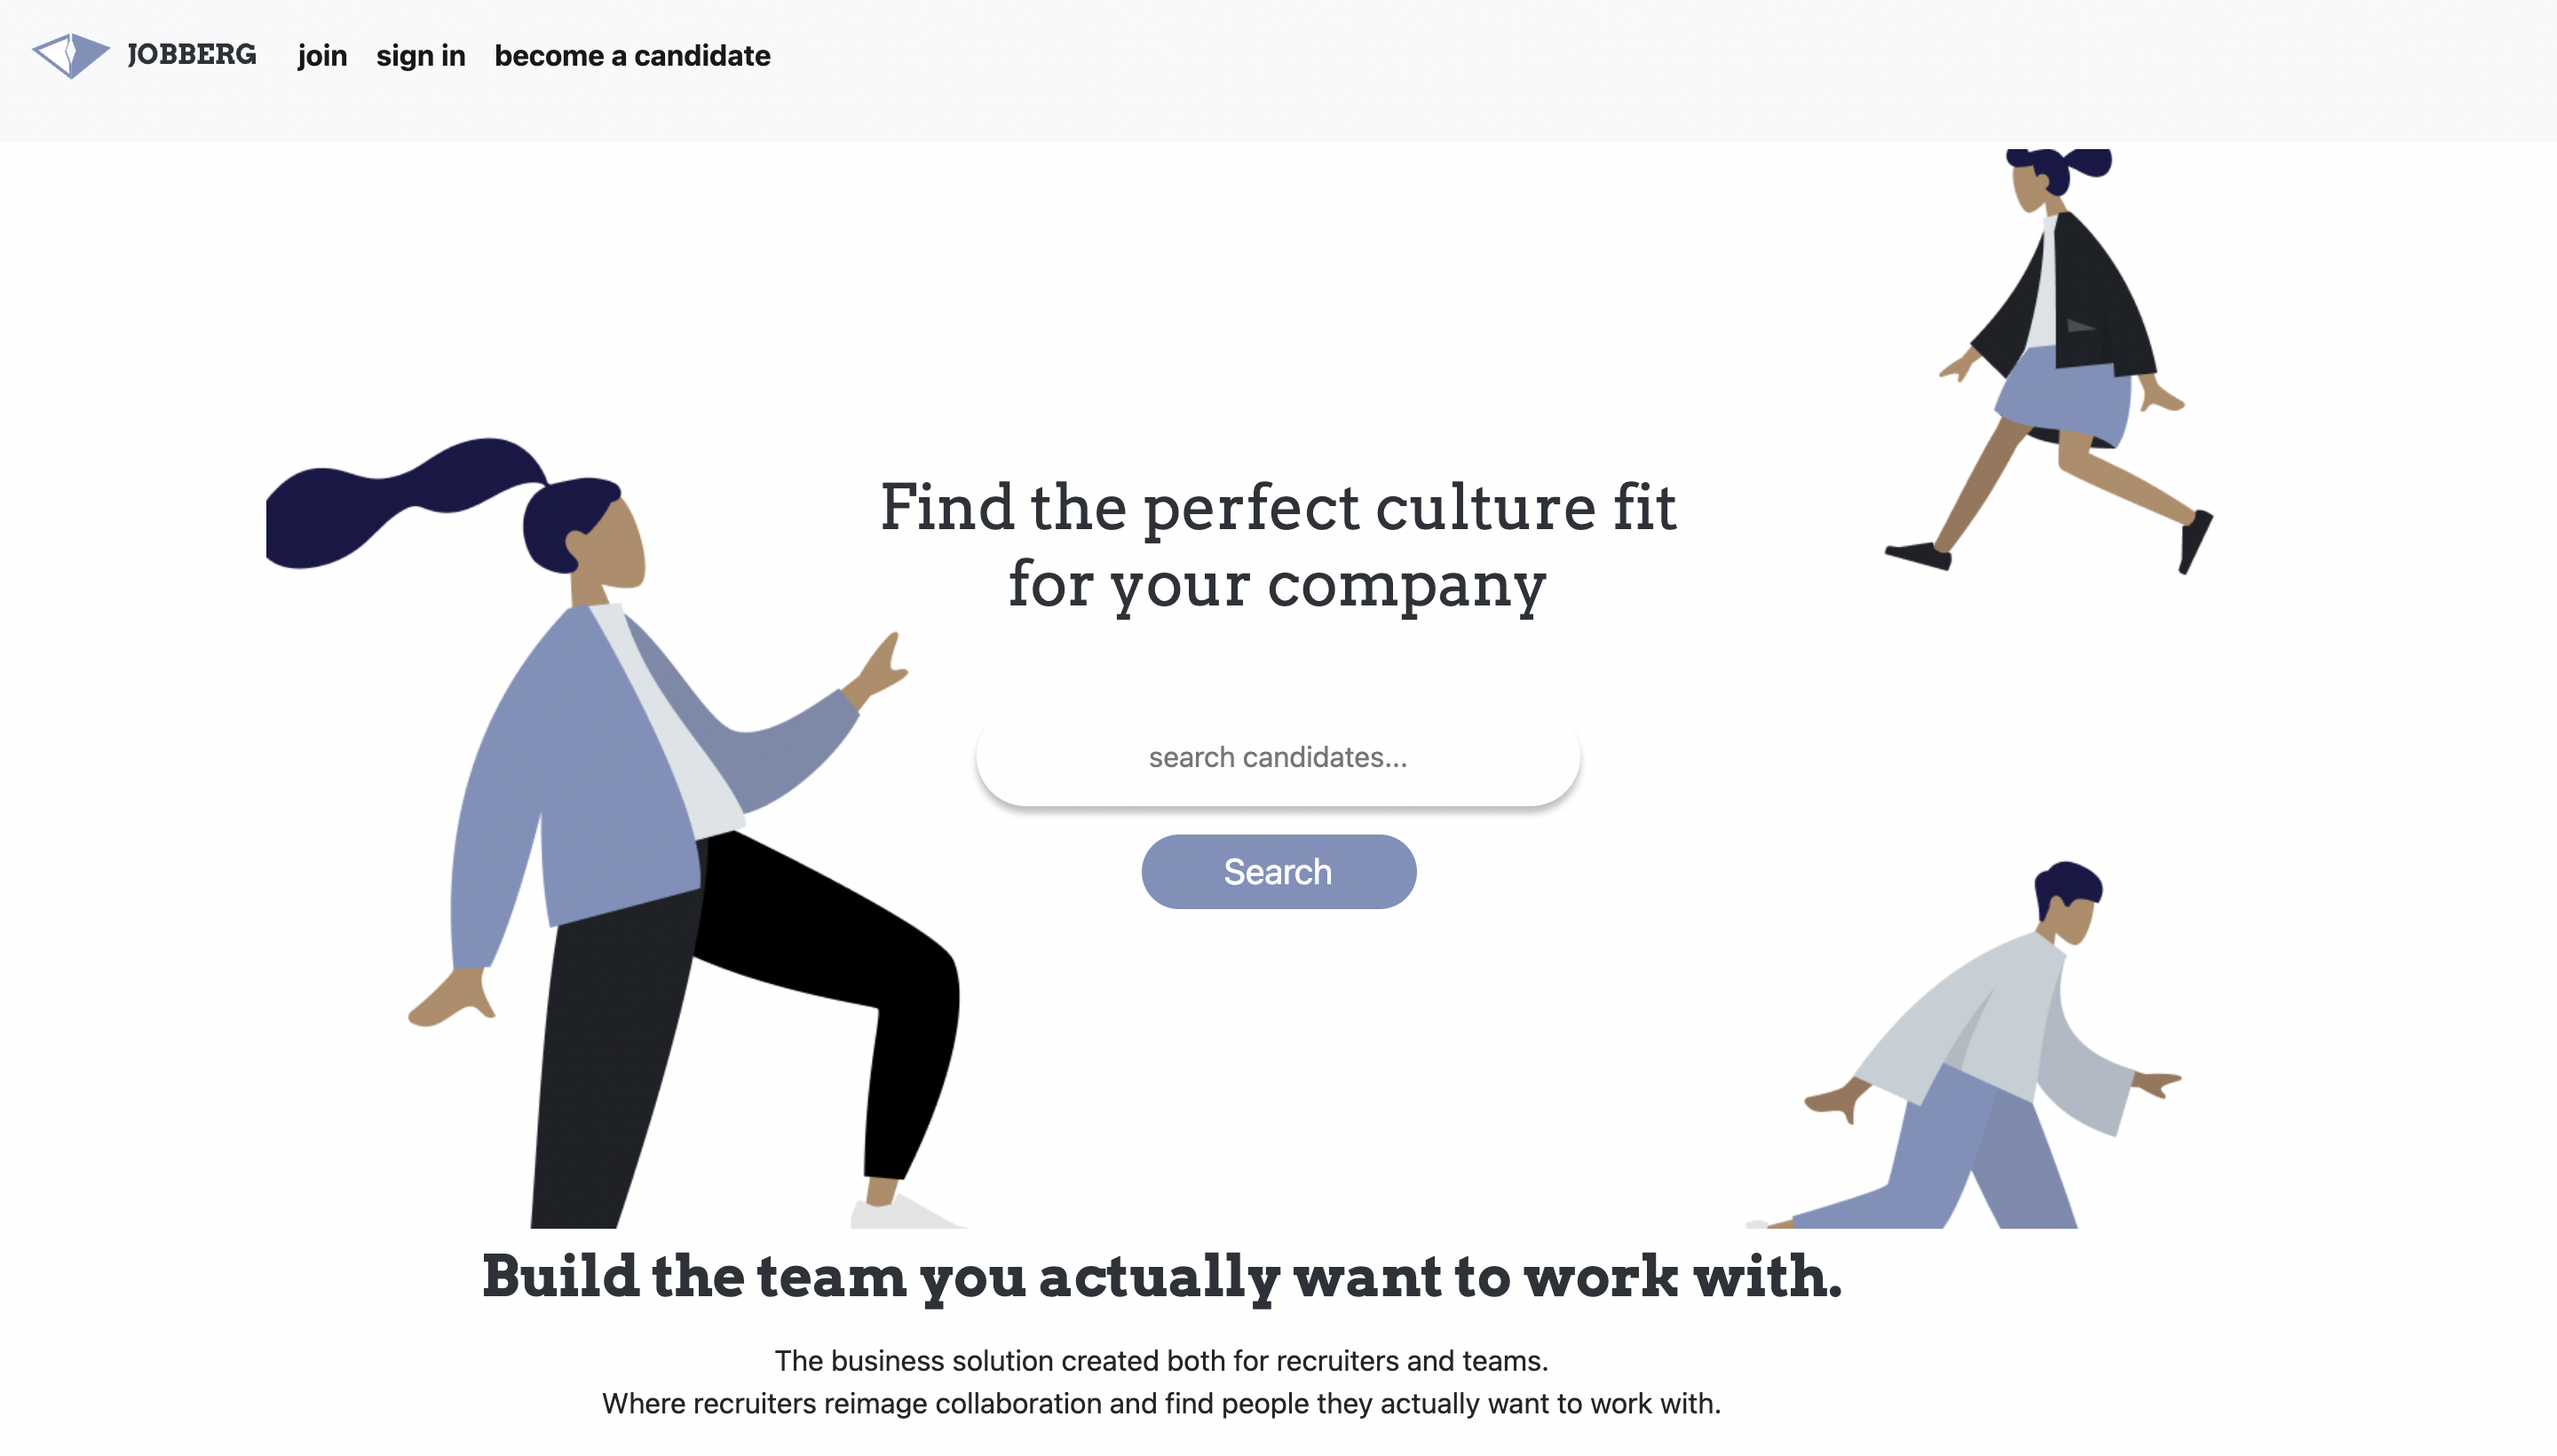 JOBBERG join sign in become a candidate
Find the perfect culture fit
for your company
search candidates...
Search
Build the team you actually want to work with.
The business solution created both for recruiters and teams.
Where recruiters reimage collaboration and find people they actually want to work with.